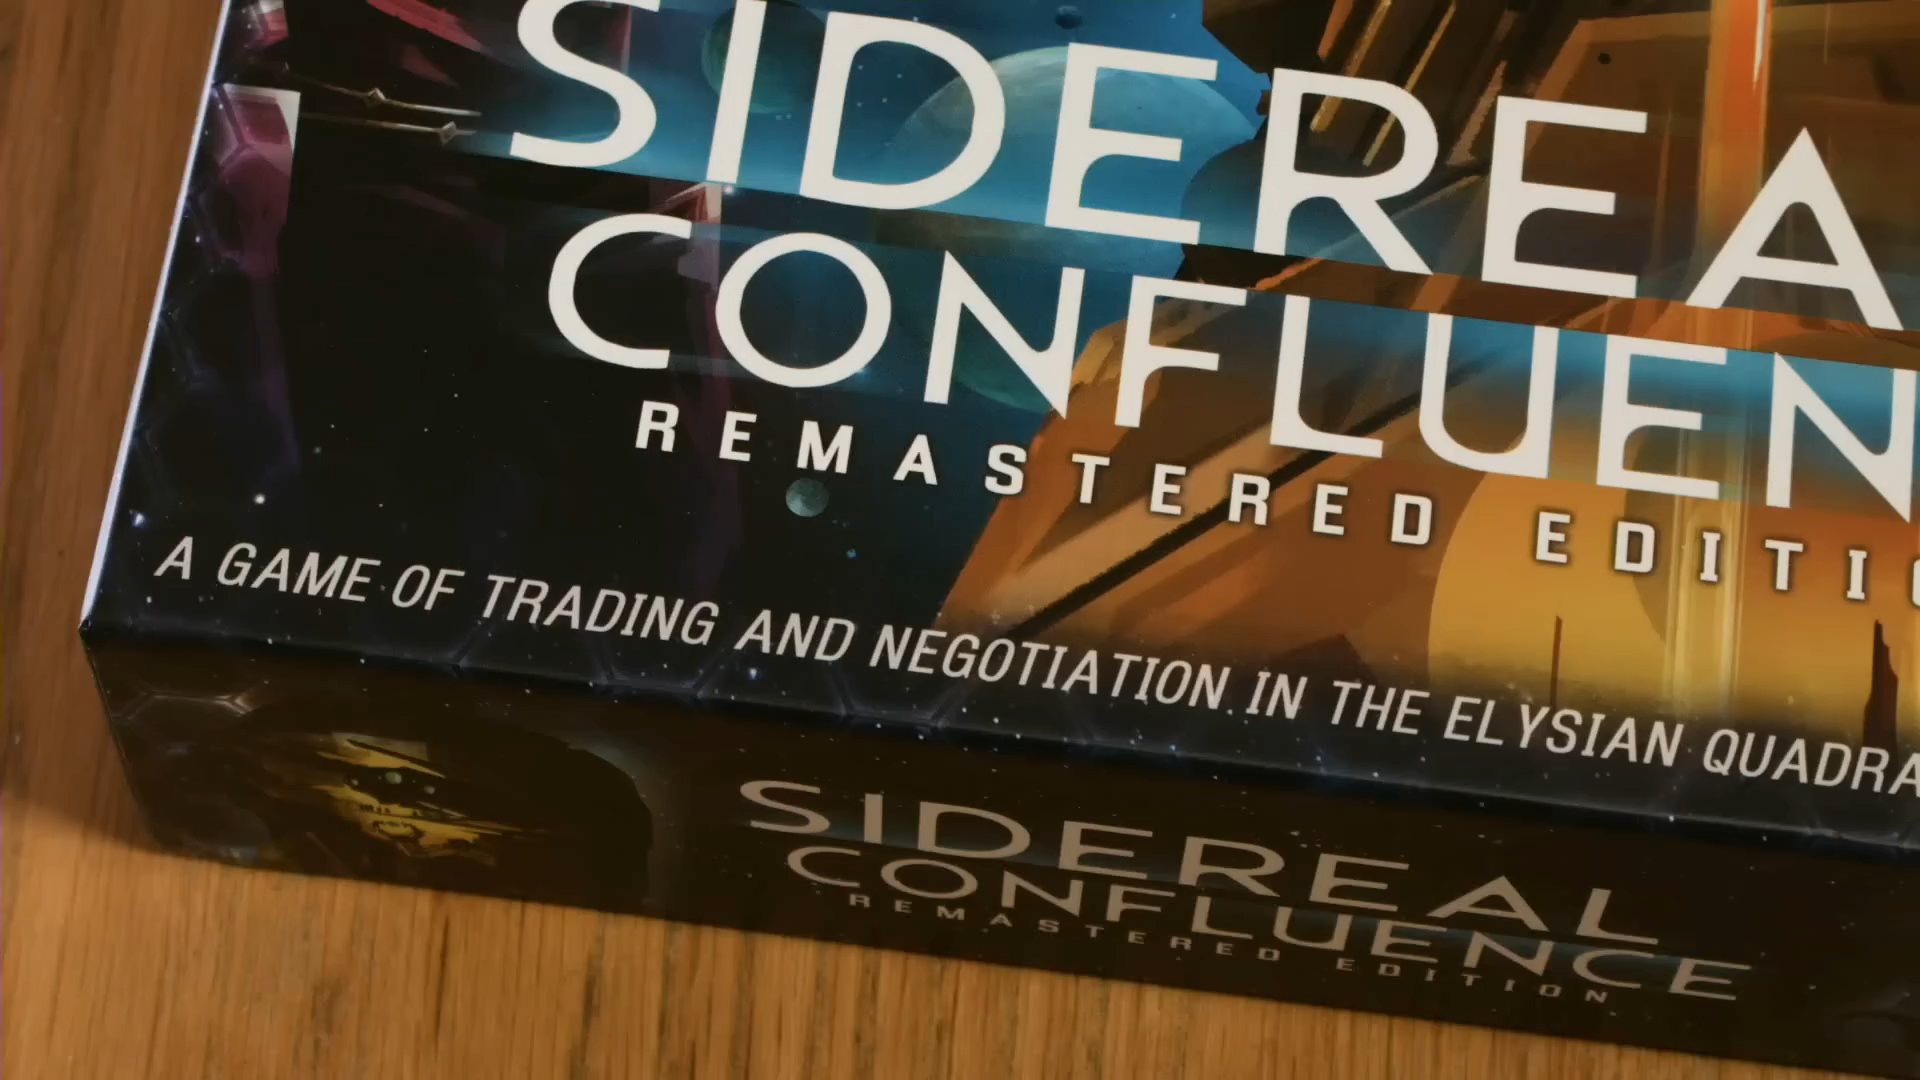 SIDEREA
CONFLUEN
REMASTERED EDITIO
A GAME OF TRADING AND NEGOTIATION IN THE ELYSIAN QUADRA
SIDEREAL
CONFLUENCE
REMASTERED EDITION